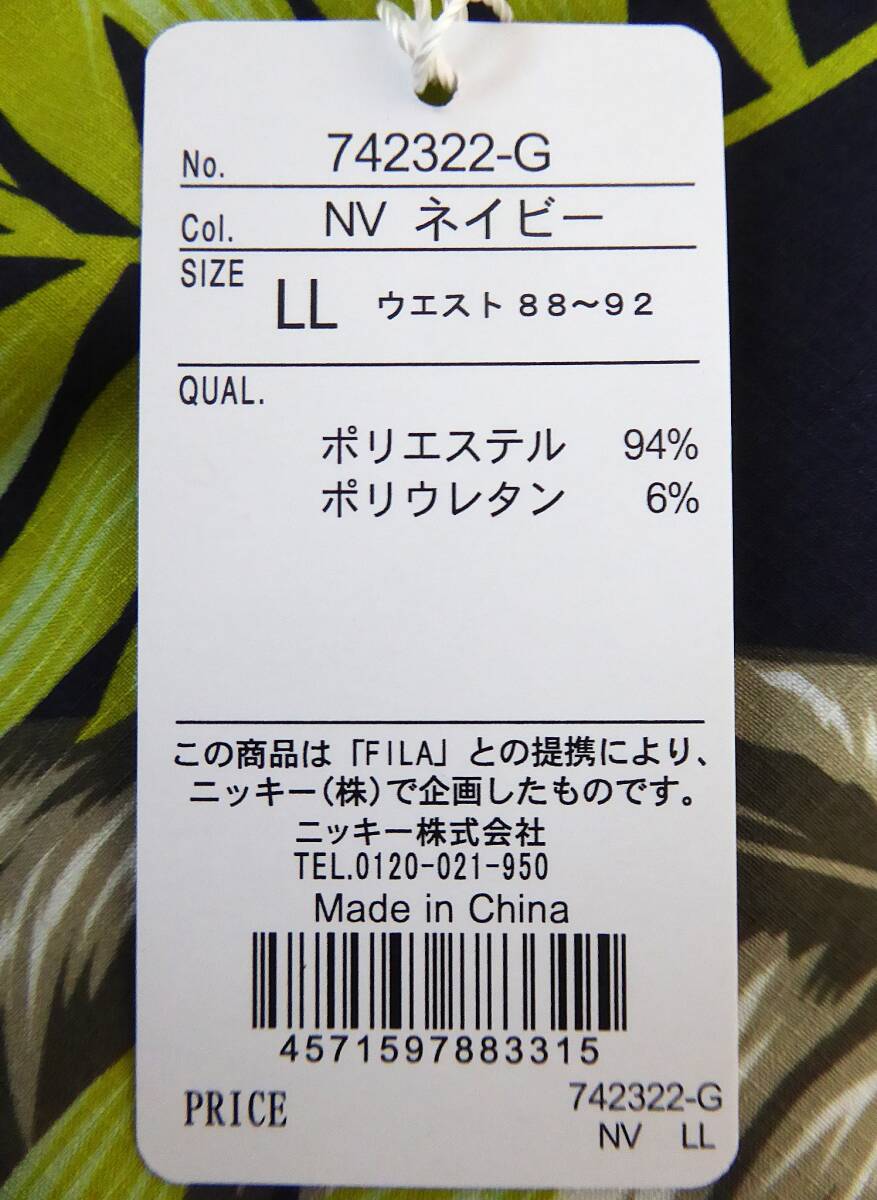 No. 742322-G
Col. NV ネイビー
SIZE LL ウエスト 88～92
QUAL.
ポリエステル 94%
ポリウレタン 6%
この商品は「FILA」との提携により、
ニッキー(株)で企画したものです。
ニッキー株式会社
TEL.0120-021-950
Made in China
4571597883315
PRICE 742322-G
NV LL